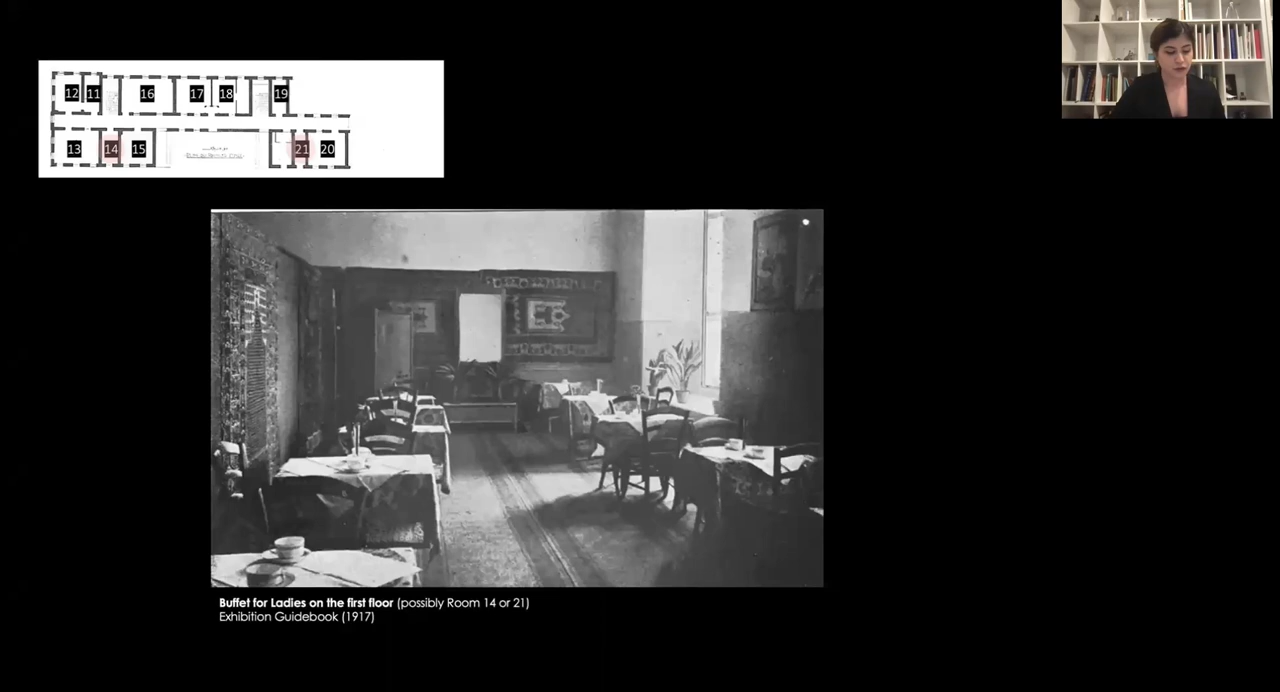 12 11 16 17 18 19
13 14 15 21 20
Buffet for Ladies on the first floor (possibly Room 14 or 21)
Exhibition Guidebook (1917)